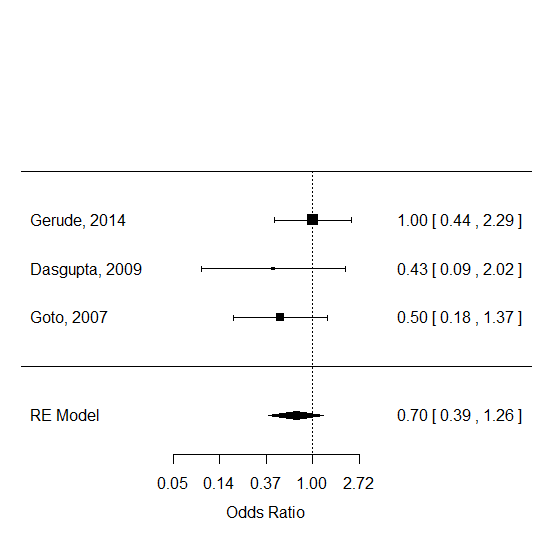 Gerude, 2014 1.00 [ 0.44 , 2.29 ]
Dasgupta, 2009 0.43 [ 0.09 , 2.02 ]
Goto, 2007 0.50 [ 0.18 , 1.37 ]
RE Model 0.70 [ 0.39 , 1.26 ]
0.05 0.14 0.37 1.00 2.72
Odds Ratio